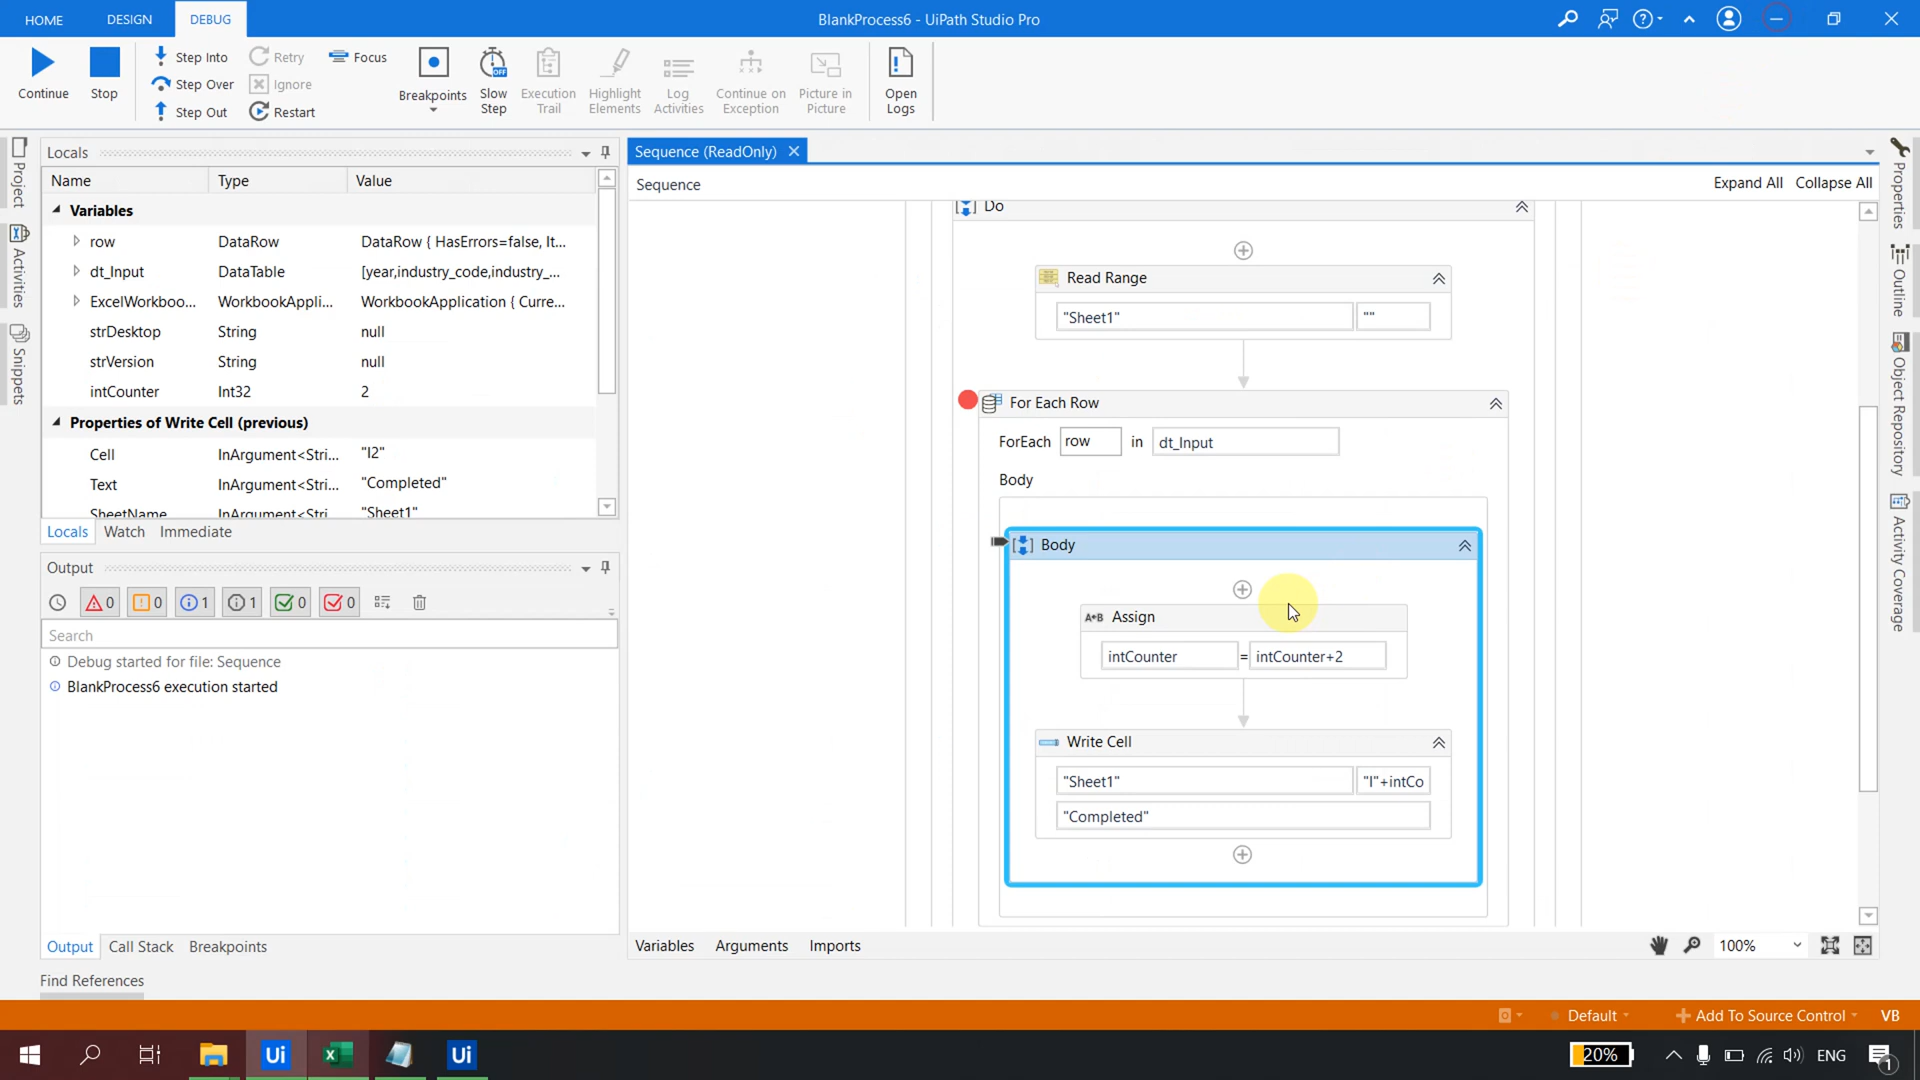 HOME DESIGN DEBUG BlankProcess6 - UiPath Studio Pro
Continue Stop Step Into Step Over Step Out Retry Ignore Restart Focus Breakpoints Slow Step Execution Trail Highlight Elements Log Activities Continue on Exception Picture in Picture Open Logs
Project
Activities
Snippets
Locals
Name Type Value
Variables
row DataRow DataRow { HasErrors=false, It...
dt_Input DataTable [year,industry_code,industry_...
ExcelWorkboo... WorkbookAppli... WorkbookApplication { Curre...
strDesktop String null
strVersion String null
intCounter Int32 2
Properties of Write Cell (previous)
Cell InArgument<Stri... "I2"
Text InArgument<Stri... "Completed"
SheetName InArgument<Stri... "Sheet1"
Locals Watch Immediate
Output
0 0 1 1 0 0
Search
Debug started for file: Sequence
BlankProcess6 execution started
Output Call Stack Breakpoints
Find References
Sequence (ReadOnly)
Sequence Expand All Collapse All
Do
Read Range
"Sheet1" ""
For Each Row
ForEach row in dt_Input
Body
Body
A+B Assign
intCounter = intCounter+2
Write Cell
"Sheet1" "I"+intCo
"Completed"
Variables Arguments Imports 100%
Properties
Outline
Object Repository
Activity Coverage
0 Default Add To Source Control VB
Ui Ui 20% ENG 1